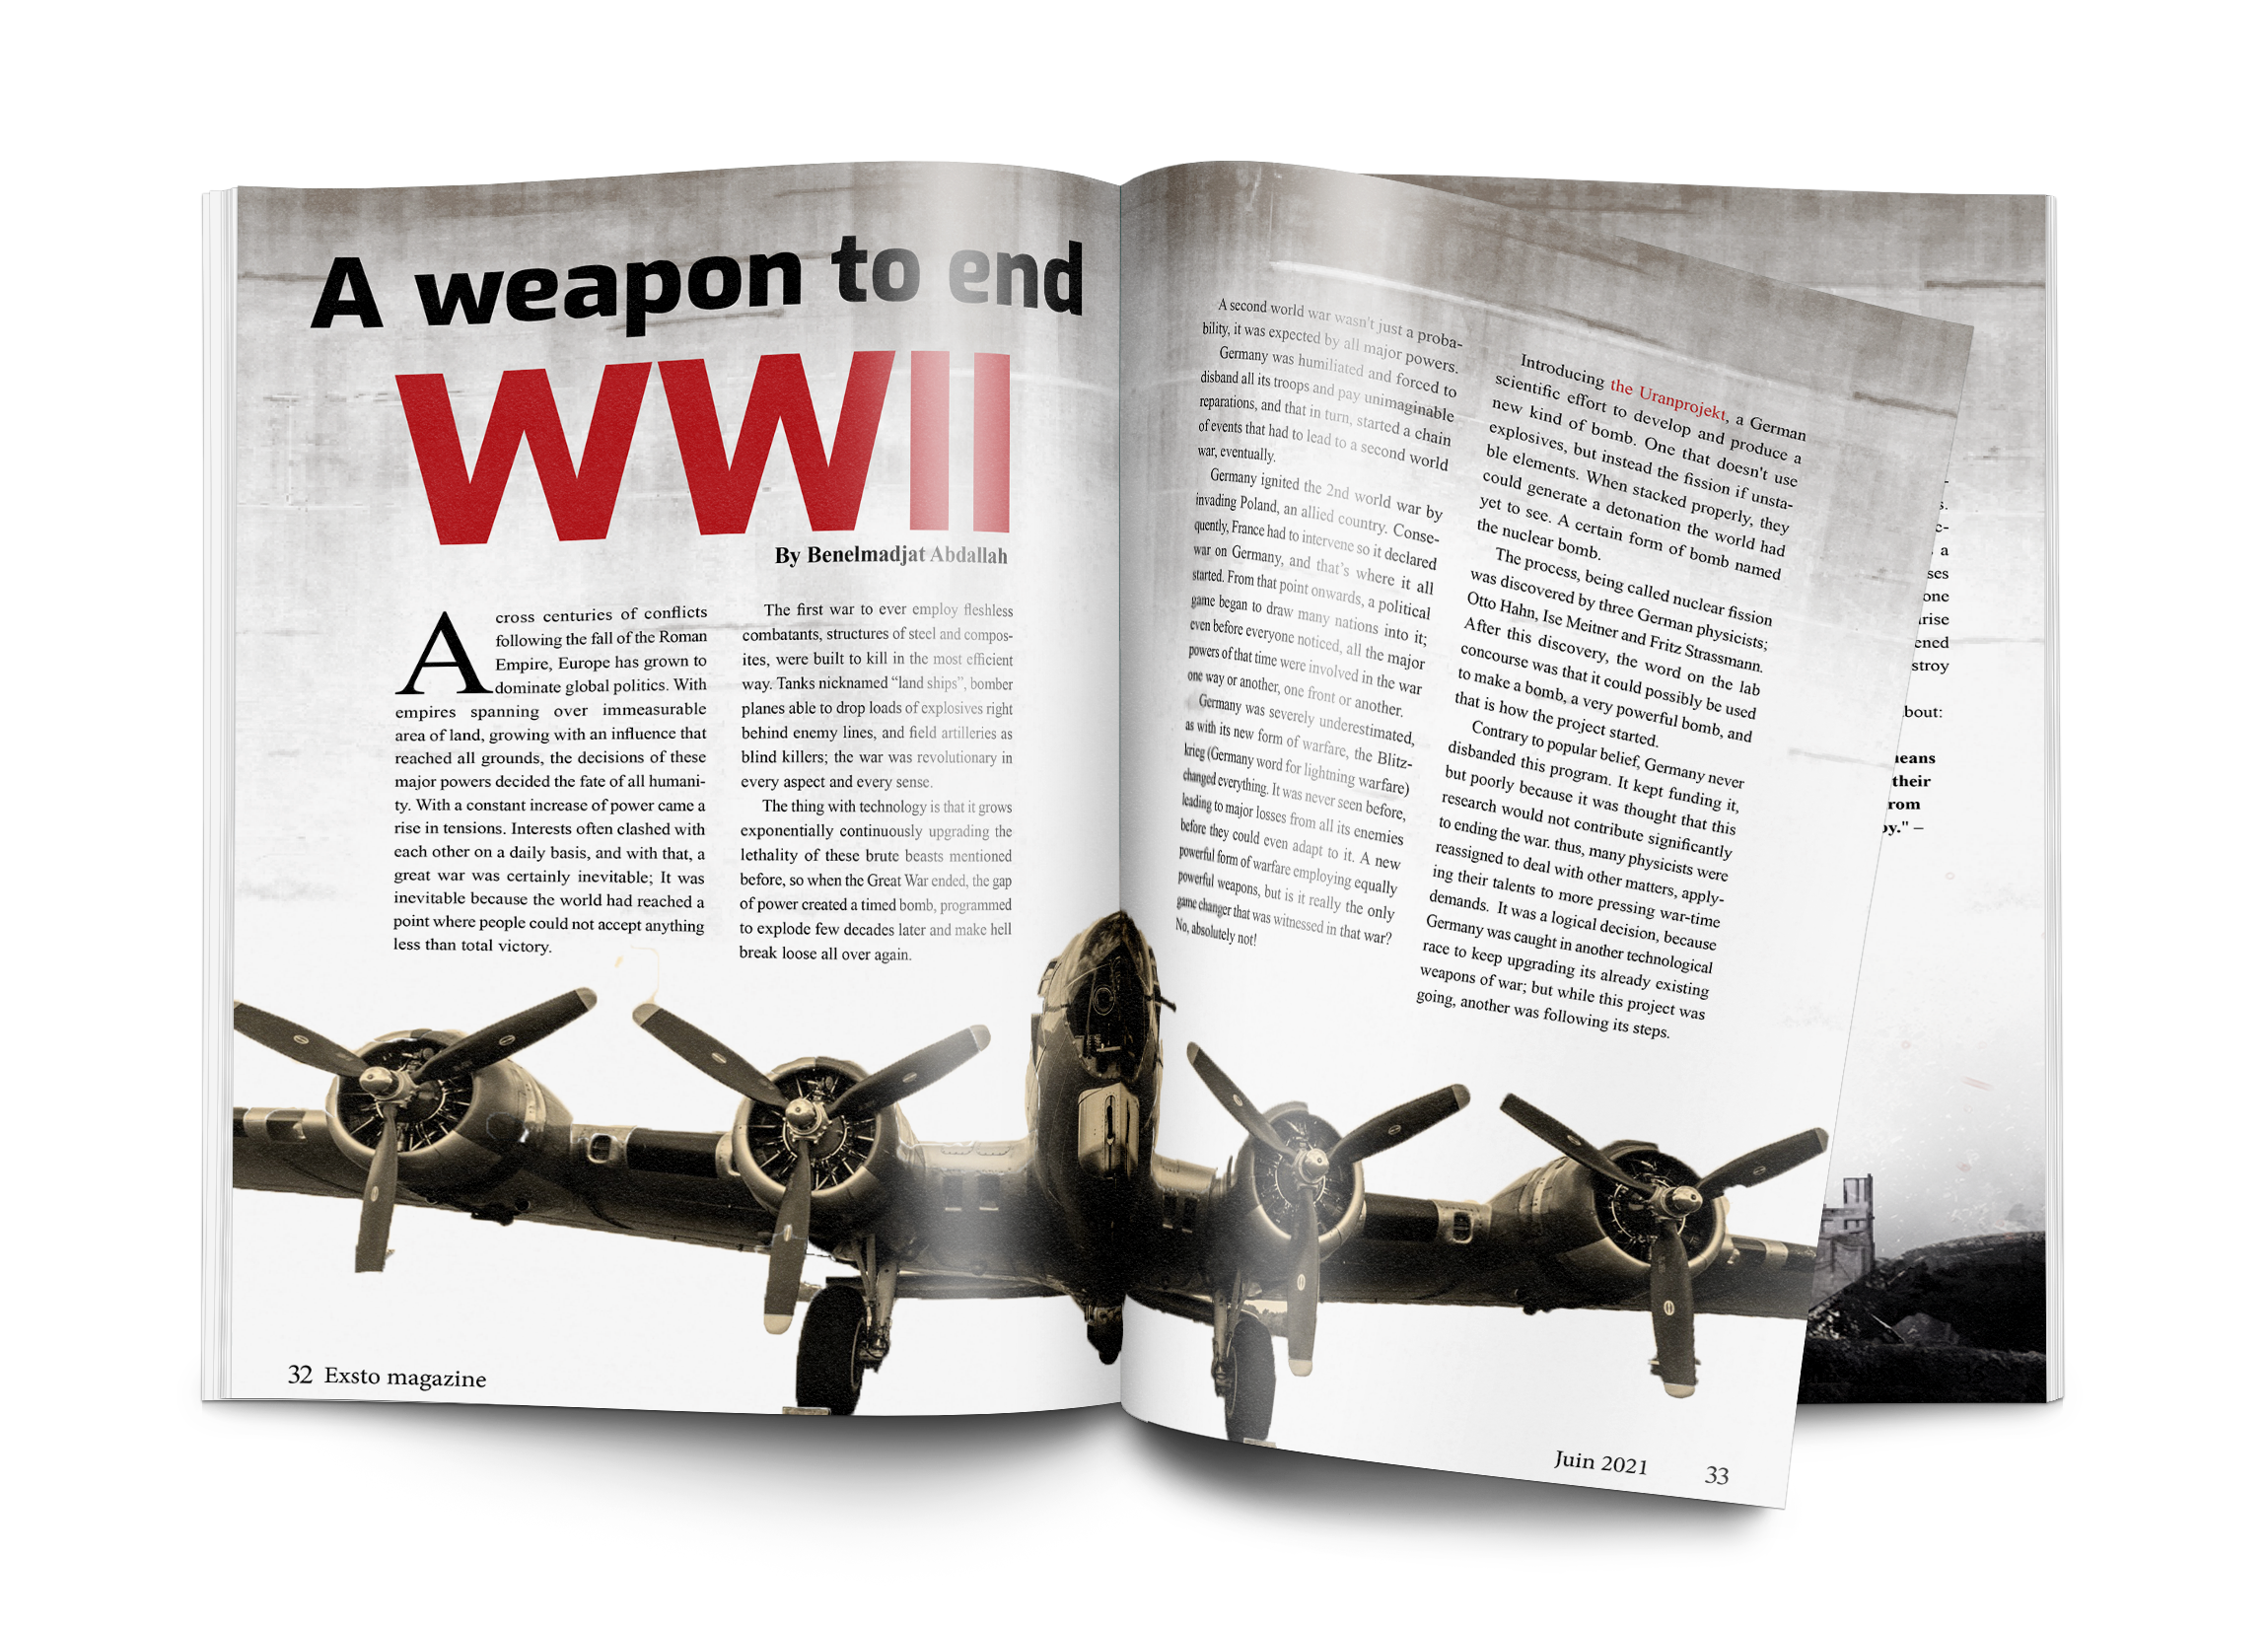 A weapon to end
WWII
By Benelmadjat Abdallah
Across centuries of conflicts
following the fall of the Roman
Empire, Europe has grown to
dominate global politics. With
empires spanning over immeasurable
area of land, growing with an influence that
reached all grounds, the decisions of these
major powers decided the fate of all humani-
ty. With a constant increase of power came a
rise in tensions. Interests often clashed with
each other on a daily basis, and with that, a
great war was certainly inevitable; It was
inevitable because the world had reached a
point where people could not accept anything
less than total victory.
The first war to ever employ fleshless
combatants, structures of steel and compos-
ites, were built to kill in the most efficient
way. Tanks nicknamed “land ships”, bomber
planes able to drop loads of explosives right
behind enemy lines, and field artilleries as
blind killers; the war was revolutionary in
every aspect and every sense.
The thing with technology is that it grows
exponentially continuously upgrading the
lethality of these brute beasts mentioned
before, so when the Great War ended, the gap
of power created a timed bomb, programmed
to explode few decades later and make hell
break loose all over again.
32 Exsto magazine
A second world war wasn't just a proba-
bility, it was expected by all major powers.
Germany was humiliated and forced to
disband all its troops and pay unimaginable
reparations, and that in turn, started a chain
of events that had to lead to a second world
war, eventually.
Germany ignited the 2nd world war by
invading Poland, an allied country. Conse-
quently, France had to intervene so it declared
war on Germany, and that’s where it all
started. From that point onwards, a political
game began to draw many nations into it;
even before everyone noticed, all the major
powers of that time were involved in the war
one way or another, one front or another.
Germany was severely underestimated,
as with its new form of warfare, the Blitz-
krieg (Germany word for lightning warfare)
changed everything. It was never seen before,
leading to major losses from all its enemies
before they could even adapt to it. A new
powerful form of warfare employing equally
powerful weapons, but is it really the only
game changer that was witnessed in that war?
No, absolutely not!
Introducing the Uranprojekt, a German
scientific effort to develop and produce a
new kind of bomb. One that doesn't use
explosives, but instead the fission if unsta-
ble elements. When stacked properly, they
could generate a detonation the world had
yet to see. A certain form of bomb named
the nuclear bomb.
The process, being called nuclear fission
was discovered by three German physicists;
Otto Hahn, Ise Meitner and Fritz Strassmann.
After this discovery, the word on the lab
concourse was that it could possibly be used
to make a bomb, a very powerful bomb, and
that is how the project started.
Contrary to popular belief, Germany never
disbanded this program. It kept funding it,
but poorly because it was thought that this
research would not contribute significantly
to ending the war. thus, many physicists were
reassigned to deal with other matters, apply-
ing their talents to more pressing war-time
demands. It was a logical decision, because
Germany was caught in another technological
race to keep upgrading its already existing
weapons of war; but while this project was
going, another was following its steps.
Juin 2021 33
a
one
their